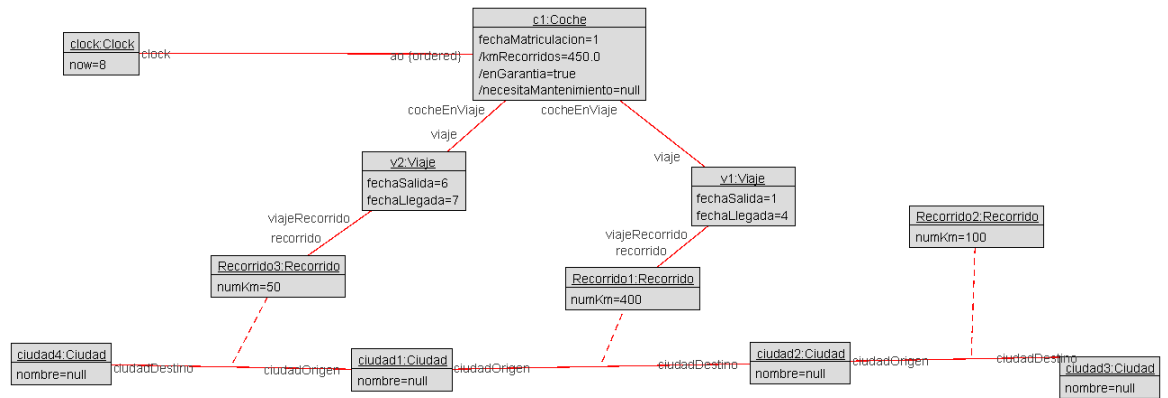 c1:Coche
fechaMatriculacion=1
/kmRecorridos=450.0
/enGarantia=true
/necesitaMantenimiento=null
clock:Clock
now=8
clock
ao {ordered}
cocheEnViaje
cocheEnViaje
viaje
viaje
v2:Viaje
fechaSalida=6
fechaLlegada=7
v1:Viaje
fechaSalida=1
fechaLlegada=4
viajeRecorrido
recorrido
viajeRecorrido
recorrido
Recorrido2:Recorrido
numKm=100
Recorrido3:Recorrido
numKm=50
Recorrido1:Recorrido
numKm=400
ciudad4:Ciudad
nombre=null
ciudadDestino
ciudadOrigen
ciudad1:Ciudad
nombre=null
ciudadOrigen
ciudadDestino
ciudad2:Ciudad
nombre=null
ciudadOrigen
ciudadDestino
ciudad3:Ciudad
nombre=null